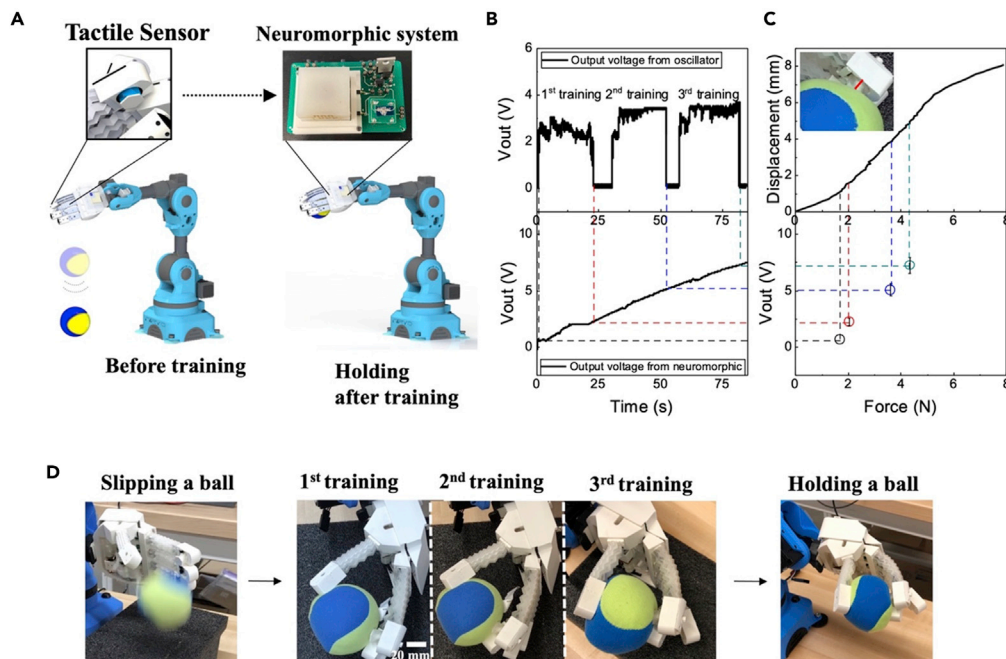 A
Tactile Sensor
Neuromorphic system
Before training
Holding
after training
B
Output voltage from oscillator
1st training 2nd training 3rd training
Vout (V)
6
4
2
0
Vout (V)
10
5
0
Output voltage from neuromorphic
0 25 50 75
Time (s)
C
Displacement (mm)
8
6
4
2
0
Vout (V)
10
5
0
0 2 4 6 8
Force (N)
D
Slipping a ball
1st training
2nd training
3rd training
Holding a ball
20 mm